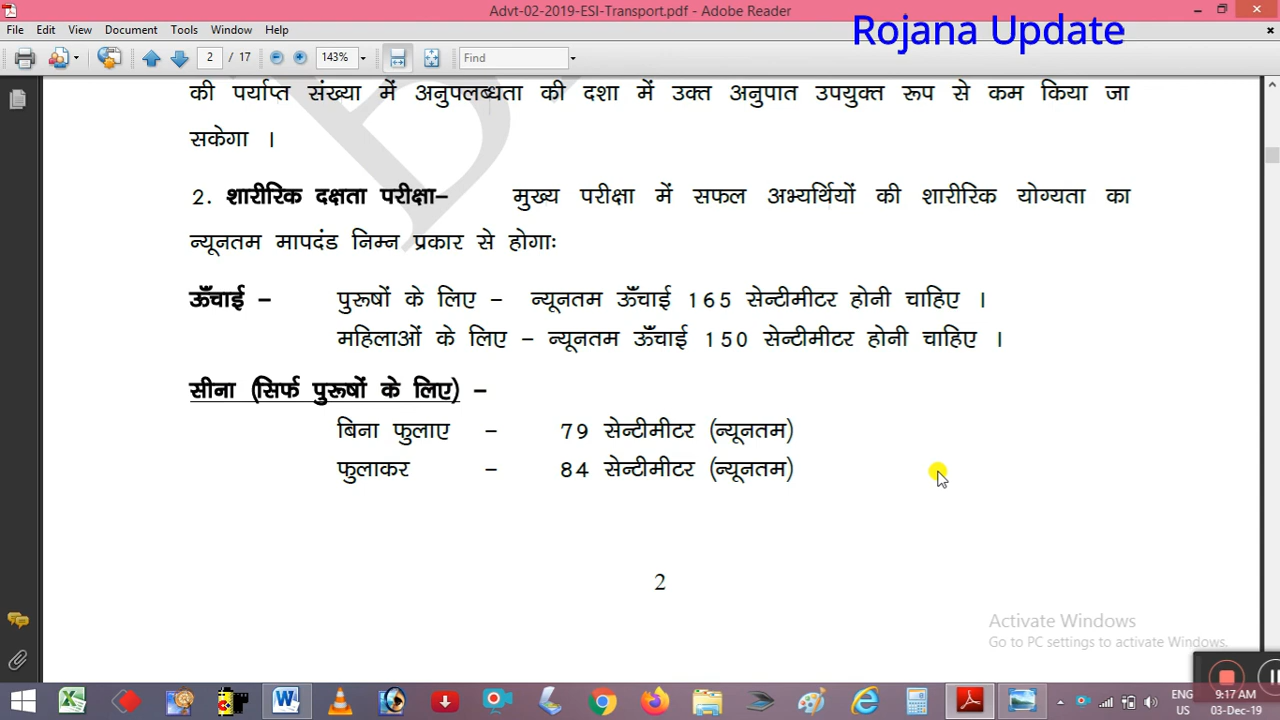 Advt-02-2019-ESI-Transport.pdf - Adobe Reader
Rojana Update
File Edit View Document Tools Window Help
2 / 17 143% Find
की पर्याप्त संख्या में अनुपलब्धता की दशा में उक्त अनुपात उपयुक्त रूप से कम किया जा
सकेगा ।
2. शारीरिक दक्षता परीक्षा– मुख्य परीक्षा में सफल अभ्यर्थियों की शारीरिक योग्यता का
न्यूनतम मापदंड निम्न प्रकार से होगाः
ऊँचाई – पुरूषों के लिए – न्यूनतम ऊँचाई 165 सेन्टीमीटर होनी चाहिए ।
महिलाओं के लिए – न्यूनतम ऊँचाई 150 सेन्टीमीटर होनी चाहिए ।
सीना (सिर्फ पुरूषों के लिए) –
बिना फुलाए – 79 सेन्टीमीटर (न्यूनतम)
फुलाकर – 84 सेन्टीमीटर (न्यूनतम)
2
Activate Windows
Go to PC settings to activate Windows.
ENG 9:17 AM
US 03-Dec-19